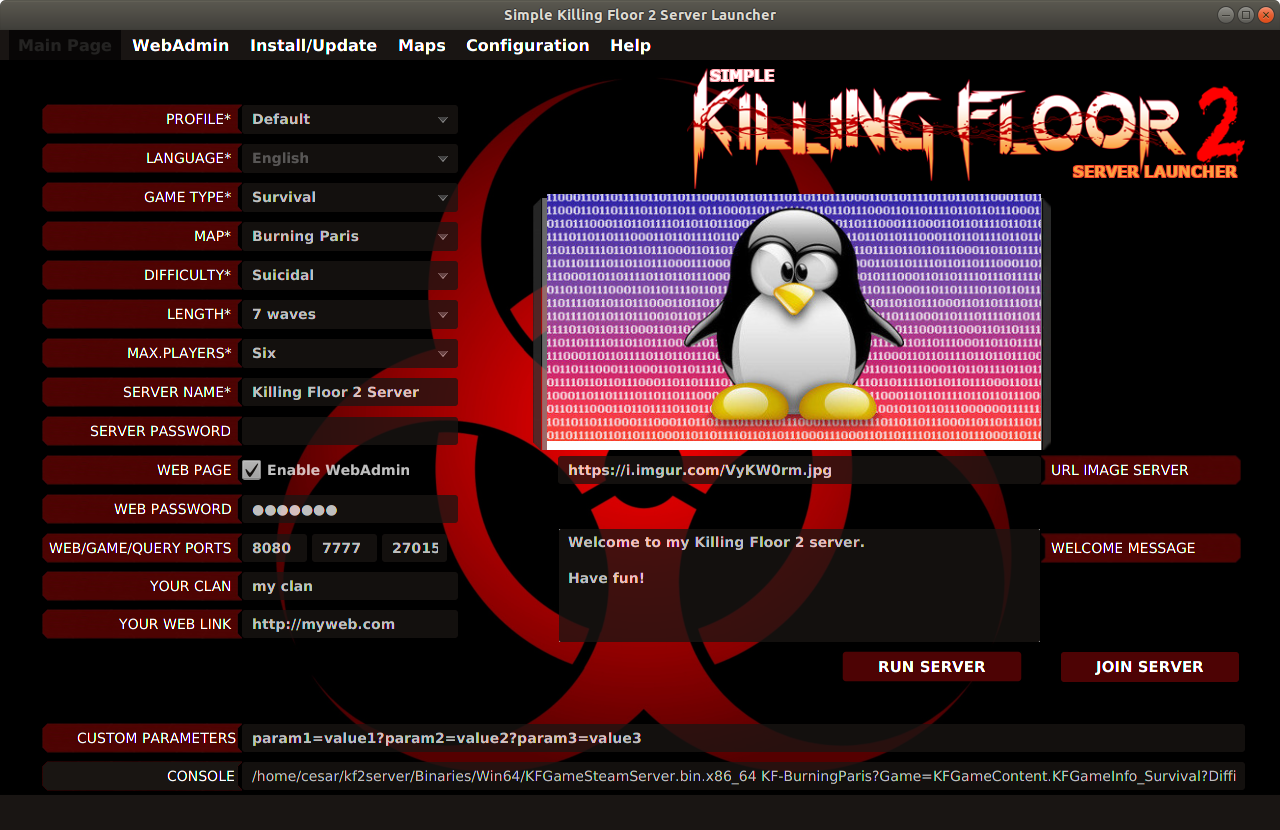 Simple Killing Floor 2 Server Launcher
Main Page WebAdmin Install/Update Maps Configuration Help
SIMPLE
KILLING FLOOR 2
SERVER LAUNCHER
PROFILE* Default
LANGUAGE* English
GAME TYPE* Survival
MAP* Burning Paris
DIFFICULTY* Suicidal
LENGTH* 7 waves
MAX.PLAYERS* Six
SERVER NAME* Killing Floor 2 Server
SERVER PASSWORD
WEB PAGE Enable WebAdmin
WEB PASSWORD ●●●●●●●
WEB/GAME/QUERY PORTS 8080 7777 27015
YOUR CLAN my clan
YOUR WEB LINK http://myweb.com
https://i.imgur.com/VyKW0rm.jpg URL IMAGE SERVER
Welcome to my Killing Floor 2 server. WELCOME MESSAGE
Have fun!
RUN SERVER JOIN SERVER
CUSTOM PARAMETERS param1=value1?param2=value2?param3=value3
CONSOLE /home/cesar/kf2server/Binaries/Win64/KFGameSteamServer.bin.x86_64 KF-BurningParis?Game=KFGameContent.KFGameInfo_Survival?Diffi